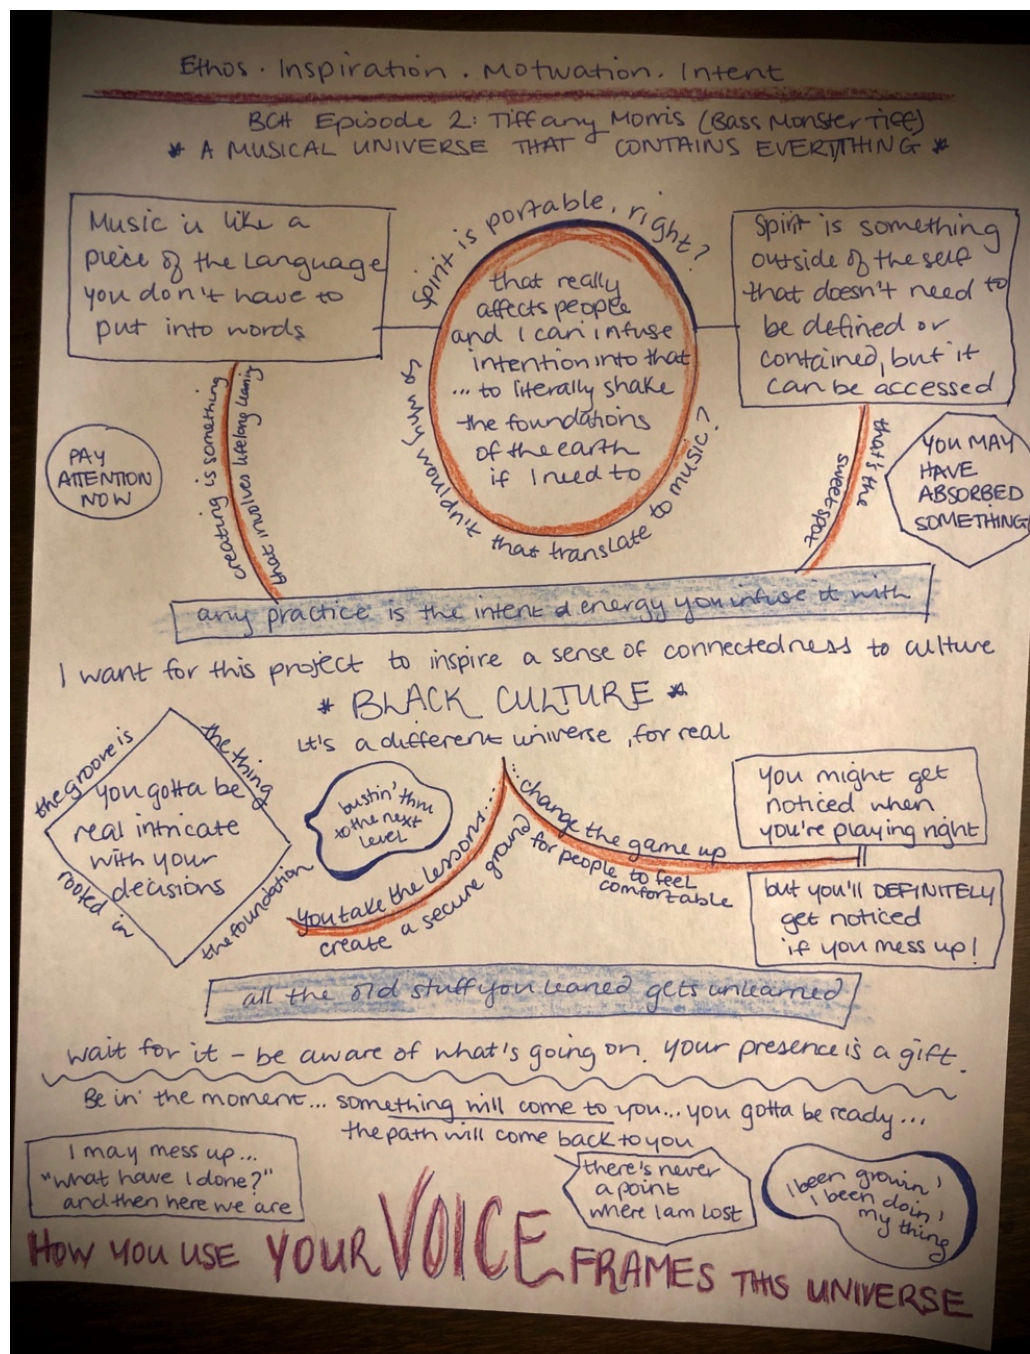 Ethos . Inspiration . Motivation . Intent
BCH Episode 2: Tiffany Morris (Bass Monster Tiff)
* A MUSICAL UNIVERSE THAT CONTAINS EVERYTHING *
Music is like a
piece of the language
you don't have to
put into words
Spirit is portable, right?
that really
affects people
and I can infuse
intention into that
... to literally shake
the foundations
of the earth
if I need to
so why wouldn't that translate to music?
Spirit is something
outside of the self
that doesn't need to
be defined or
contained, but it
can be accessed
PAY
ATTENTION
NOW
creating is something
that involves lifelong learning
that's the
sweetspot
YOU MAY
HAVE
ABSORBED
SOMETHING
any practice is the intent & energy you infuse it with
I want for this project to inspire a sense of connectedness to culture
* BLACK CULTURE *
it's a different universe, for real
the groove is
the thing
rooted in
the foundation
you gotta be
real intricate
with your
decisions
bustin' thru
to the next
level
you take the lessons....
create a secure ground
...change the game up
for people to feel
comfortable
you might get
noticed when
you're playing right
but you'll DEFINITELY
get noticed
if you mess up!
all the old stuff you leaned gets unlearned
wait for it – be aware of what's going on. your presence is a gift.
Be in' the moment... something will come to you... you gotta be ready...
the path will come back to you
I may mess up...
"what have I done?"
and then here we are
there's never
a point
where I am lost
I been growin'
I been doin'
my thing
HOW YOU USE YOUR VOICE FRAMES THIS UNIVERSE